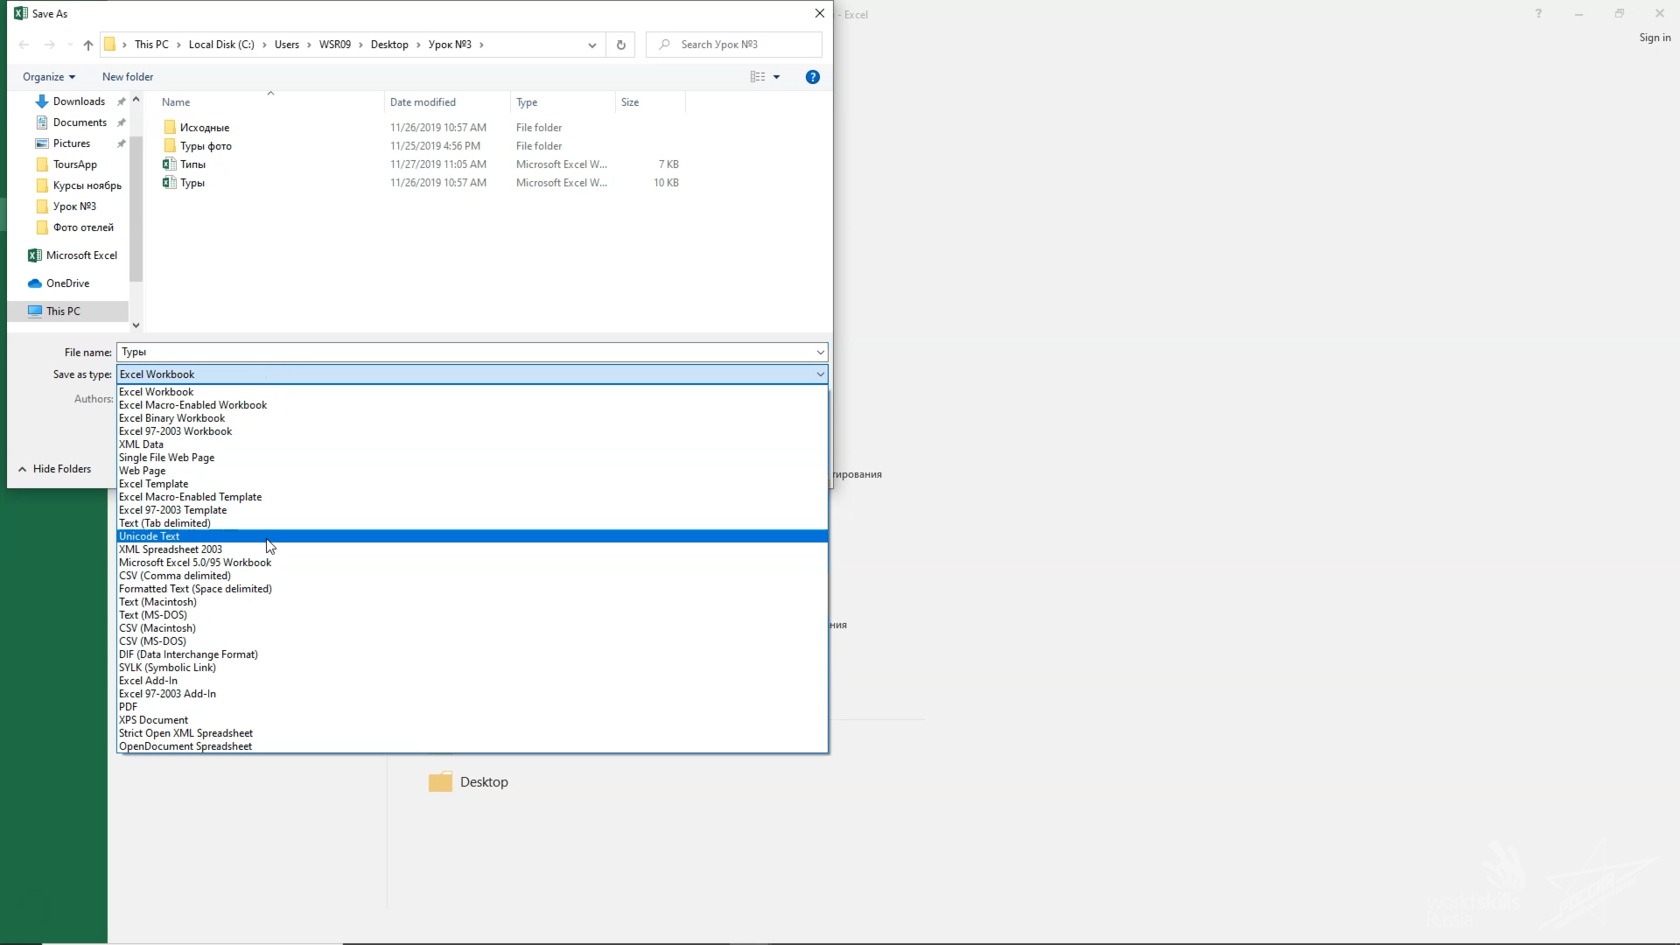 Save As
- Excel
Sign in
This PC > Local Disk (C:) > Users > WSR09 > Desktop > Урок №3 >
Search Урок №3
Organize
New folder
Name
Date modified
Type
Size
Downloads
Documents
Pictures
ToursApp
Курсы ноябрь
Урок №3
Фото отелей
Microsoft Excel
OneDrive
This PC
Исходные 11/26/2019 10:57 AM File folder
Туры фото 11/25/2019 4:56 PM File folder
Типы 11/27/2019 11:05 AM Microsoft Excel W... 7 KB
Туры 11/26/2019 10:57 AM Microsoft Excel W... 10 KB
File name: Туры
Save as type: Excel Workbook
Authors:
Hide Folders
Excel Workbook
Excel Macro-Enabled Workbook
Excel Binary Workbook
Excel 97-2003 Workbook
XML Data
Single File Web Page
Web Page
Excel Template
Excel Macro-Enabled Template
Excel 97-2003 Template
Text (Tab delimited)
Unicode Text
XML Spreadsheet 2003
Microsoft Excel 5.0/95 Workbook
CSV (Comma delimited)
Formatted Text (Space delimited)
Text (Macintosh)
Text (MS-DOS)
CSV (Macintosh)
CSV (MS-DOS)
DIF (Data Interchange Format)
SYLK (Symbolic Link)
Excel Add-In
Excel 97-2003 Add-In
PDF
XPS Document
Strict Open XML Spreadsheet
OpenDocument Spreadsheet
тирования
ния
Desktop
worldskills
Russia